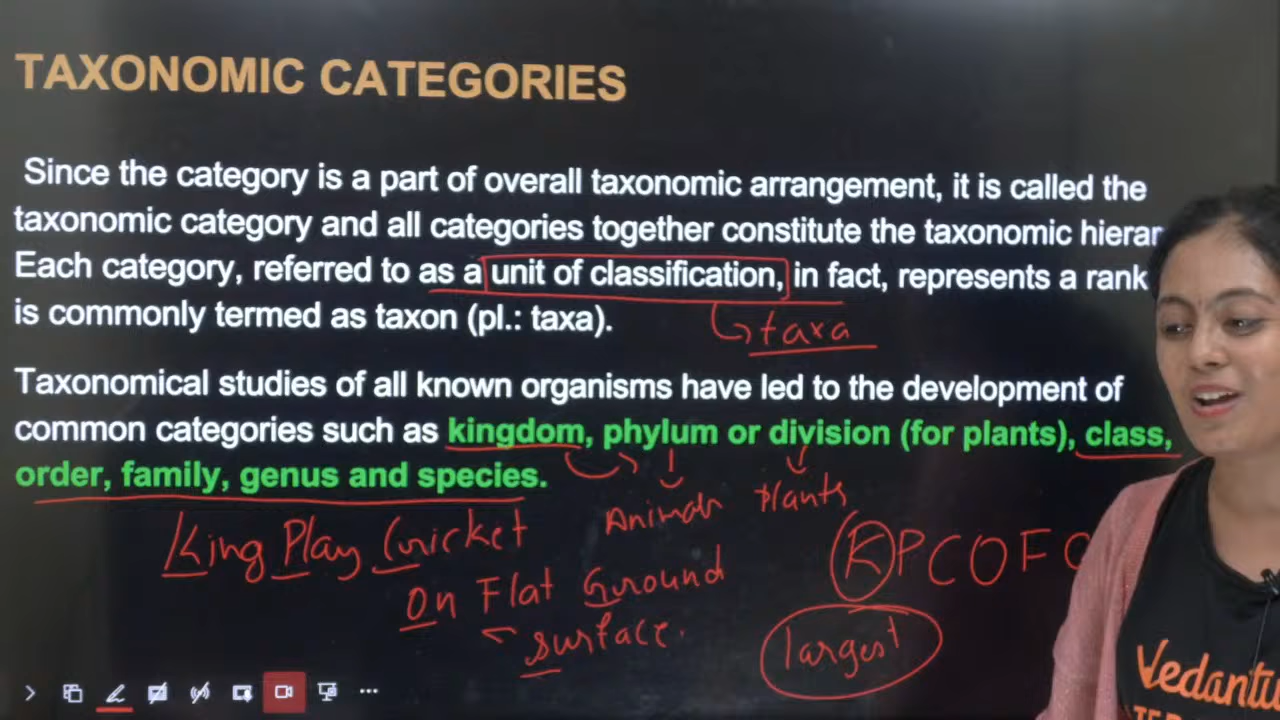 TAXONOMIC CATEGORIES
Since the category is a part of overall taxonomic arrangement, it is called the
taxonomic category and all categories together constitute the taxonomic hierar
Each category, referred to as a unit of classification, in fact, represents a rank
is commonly termed as taxon (pl.: taxa).
taxa
Taxonomical studies of all known organisms have led to the development of
common categories such as kingdom, phylum or division (for plants), class,
order, family, genus and species.
Animals Plants
King Play Cricket
On Flat Ground
surface.
KPCOFG
largest
Vedantu